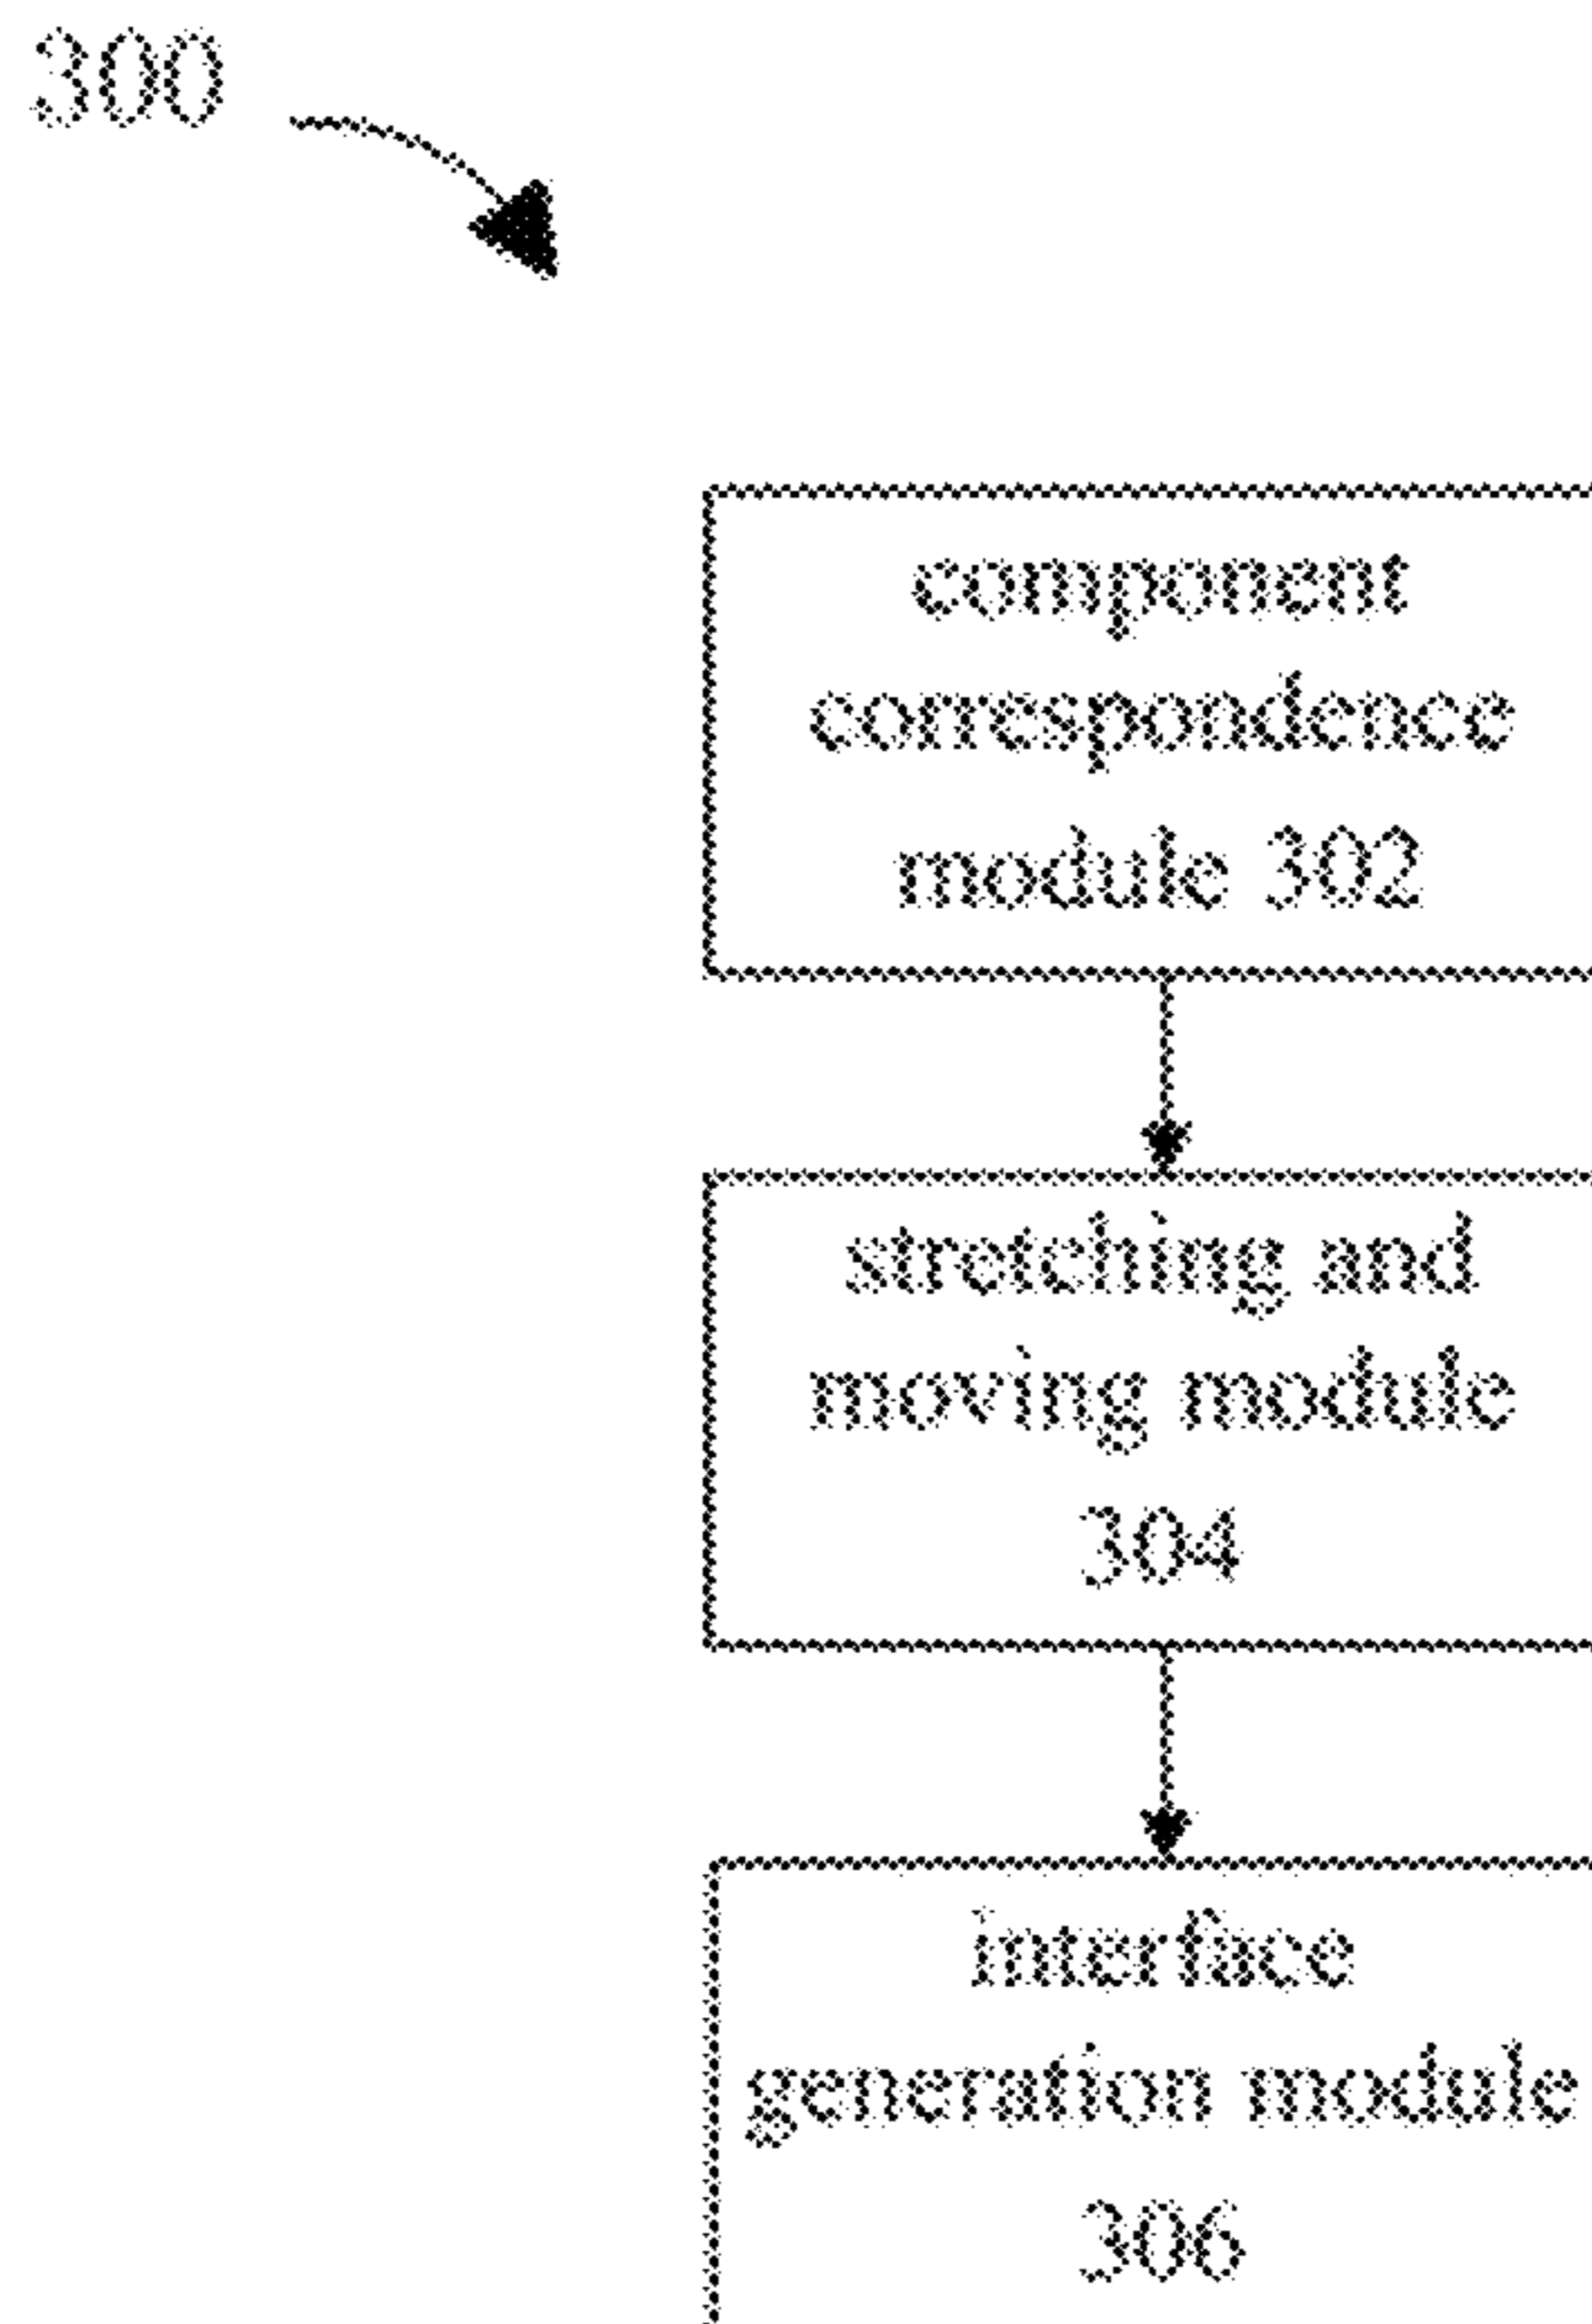 300
component
correspondence
module 302
stretching and
moving module
304
interface
generation module
306